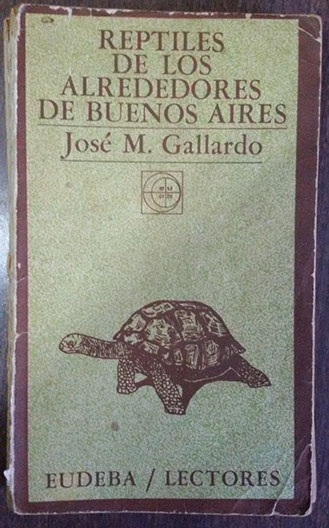 REPTILES
DE LOS
ALREDEDORES
DE BUENOS AIRES
José M. Gallardo
EUDEBA / LECTORES